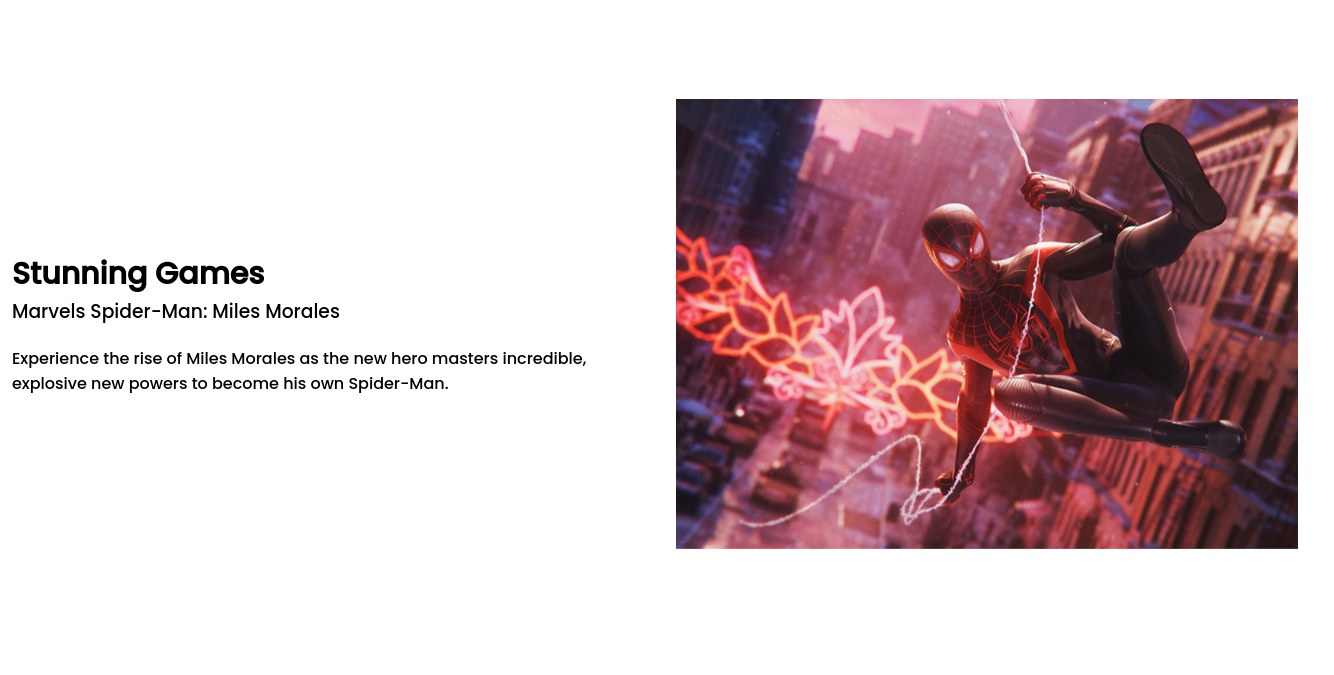 Stunning Games
Marvels Spider-Man: Miles Morales
Experience the rise of Miles Morales as the new hero masters incredible,
explosive new powers to become his own Spider-Man.